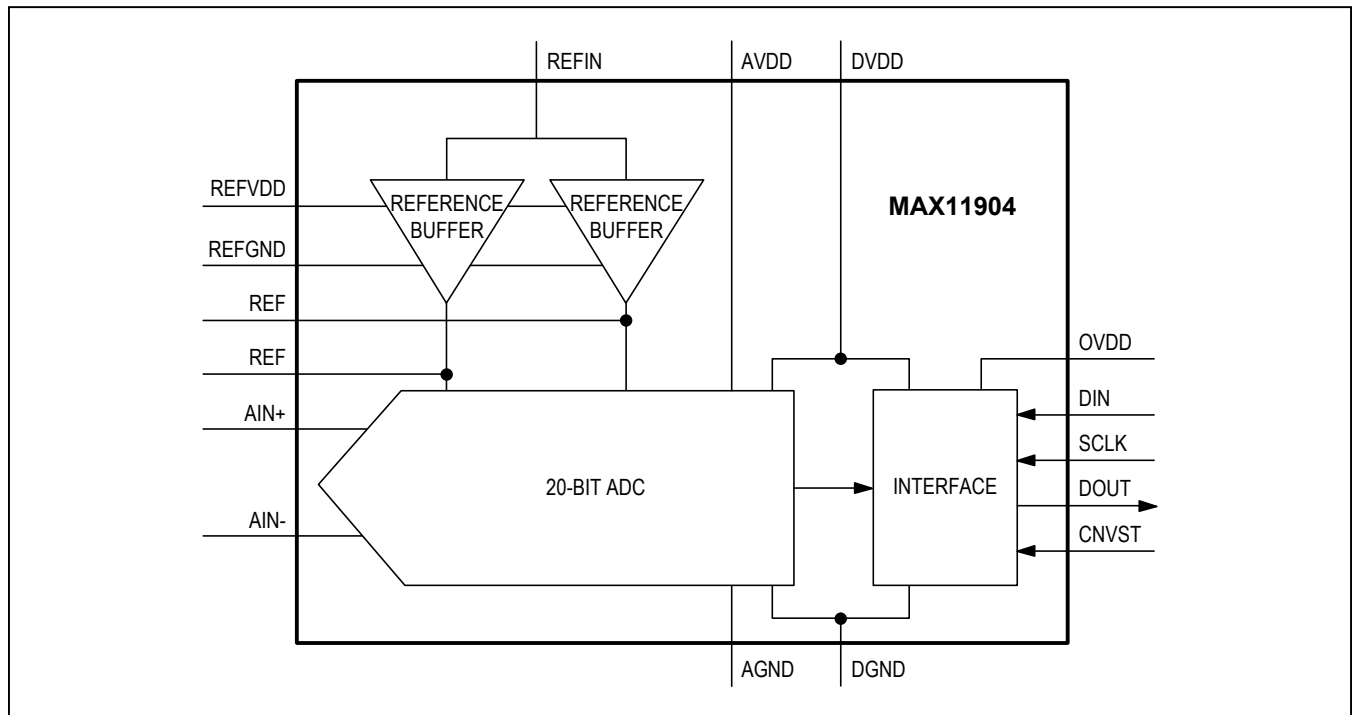 REFIN
AVDD
DVDD
REFVDD
REFERENCE
BUFFER
REFERENCE
BUFFER
MAX11904
REFGND
REF
REF
OVDD
AIN+
DIN
SCLK
20-BIT ADC
INTERFACE
DOUT
AIN-
CNVST
AGND
DGND